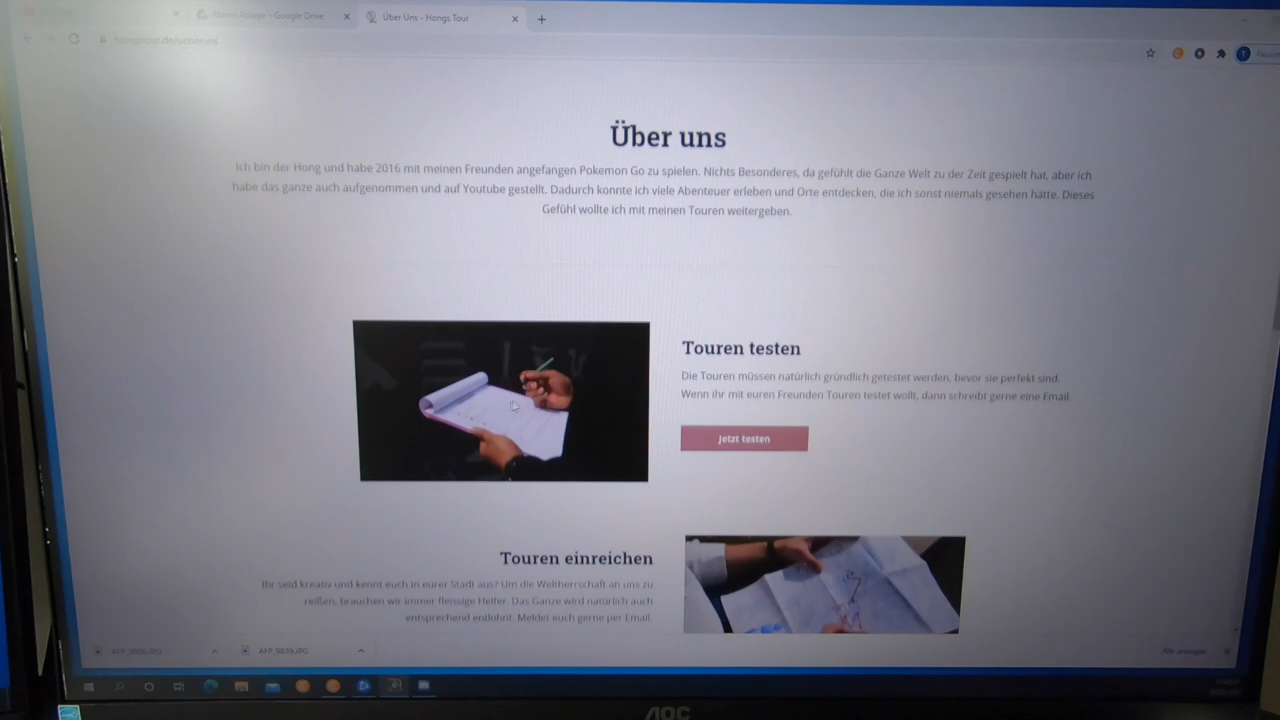 Ablage - Google Drive
Über Uns - Hongs Tour
Über uns
Ich bin der Hong und habe 2016 mit meinen Freunden angefangen Pokemon Go zu spielen. Nichts Besonderes, da gefühlt die Ganze Welt zu der Zeit gespielt hat, aber ich
habe das ganze auch aufgenommen und auf Youtube gestellt. Dadurch konnte ich viele Abenteuer erleben und Orte entdecken, die ich sonst niemals gesehen hätte. Dieses
Gefühl wollte ich mit meinen Touren weitergeben.
Touren testen
Die Touren müssen natürlich gründlich getestet werden, bevor sie perfekt sind.
Wenn ihr mit euren Freunden Touren testet wollt, dann schreibt gerne eine Email.
Jetzt testen
Touren einreichen
Ihr seid kreativ und kennt euch in eurer Stadt aus? Um die Weltherrschaft an uns zu
reißen, brauchen wir immer fleissige Helfer. Das Ganze wird natürlich auch
entsprechend entlohnt. Meldet euch gerne per Email.
Alle anzeigen
AOC